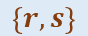 {r, s}